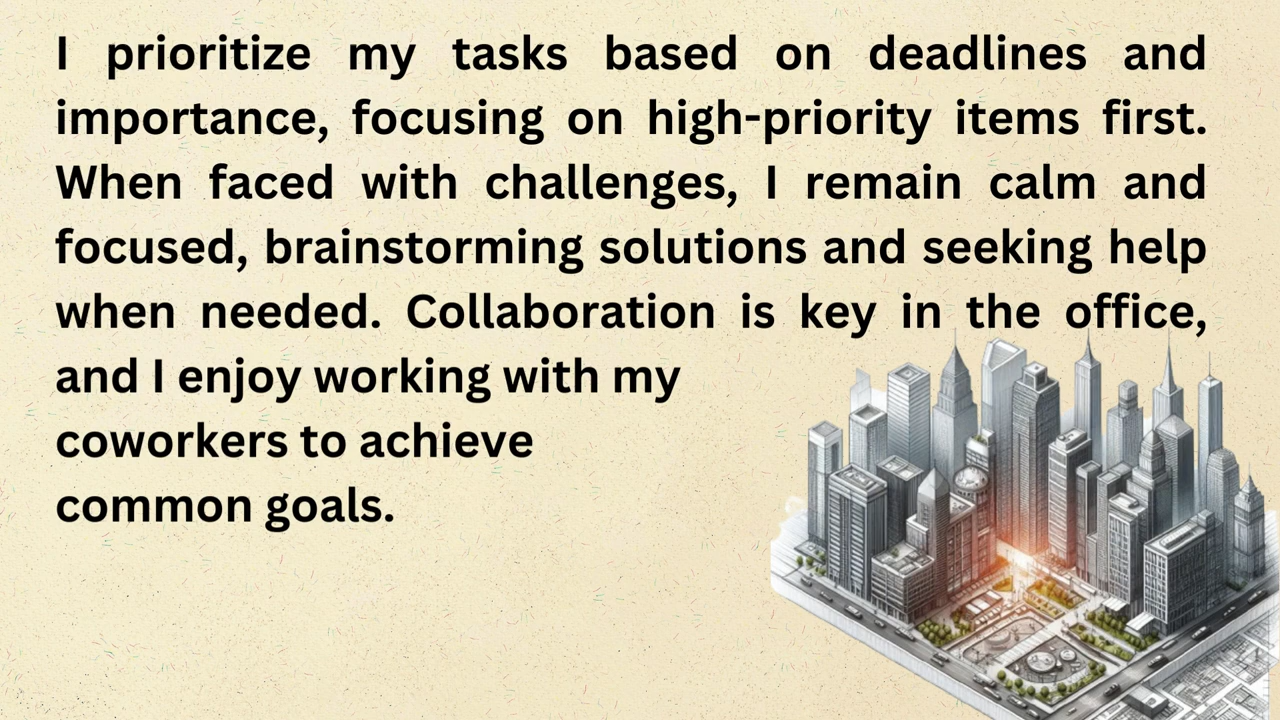 I prioritize my tasks based on deadlines and
importance, focusing on high-priority items first.
When faced with challenges, I remain calm and
focused, brainstorming solutions and seeking help
when needed. Collaboration is key in the office,
and I enjoy working with my
coworkers to achieve
common goals.